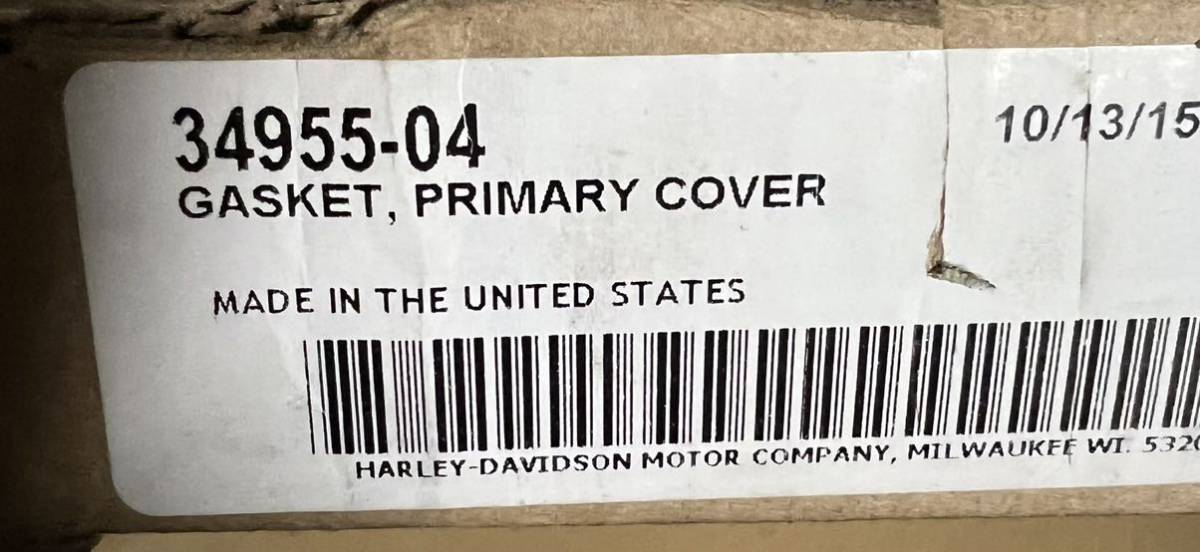 34955-04 10/13/15
GASKET, PRIMARY COVER
MADE IN THE UNITED STATES
HARLEY-DAVIDSON MOTOR COMPANY, MILWAUKEE WI.